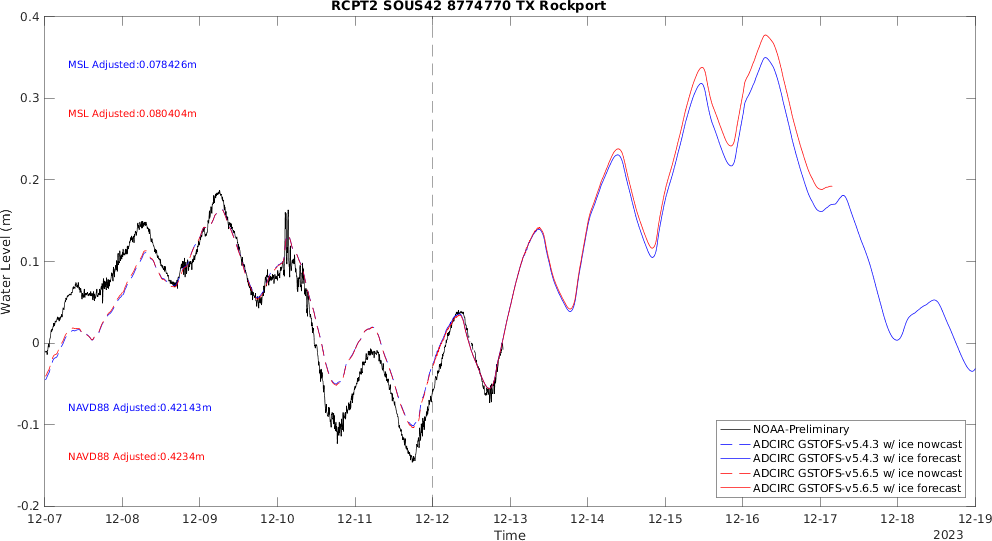 RCPT2 SOUS42 8774770 TX Rockport
0.4
MSL Adjusted:0.078426m
0.3
MSL Adjusted:0.080404m
0.2
0.1
Water Level (m)
0
NAVD88 Adjusted:0.42143m
-0.1
NAVD88 Adjusted:0.4234m
NOAA-Preliminary
ADCIRC GSTOFS-v5.4.3 w/ ice nowcast
ADCIRC GSTOFS-v5.4.3 w/ ice forecast
ADCIRC GSTOFS-v5.6.5 w/ ice nowcast
ADCIRC GSTOFS-v5.6.5 w/ ice forecast
-0.2
12-07 12-08 12-09 12-10 12-11 12-12 12-13 12-14 12-15 12-16 12-17 12-18 12-19
Time
2023